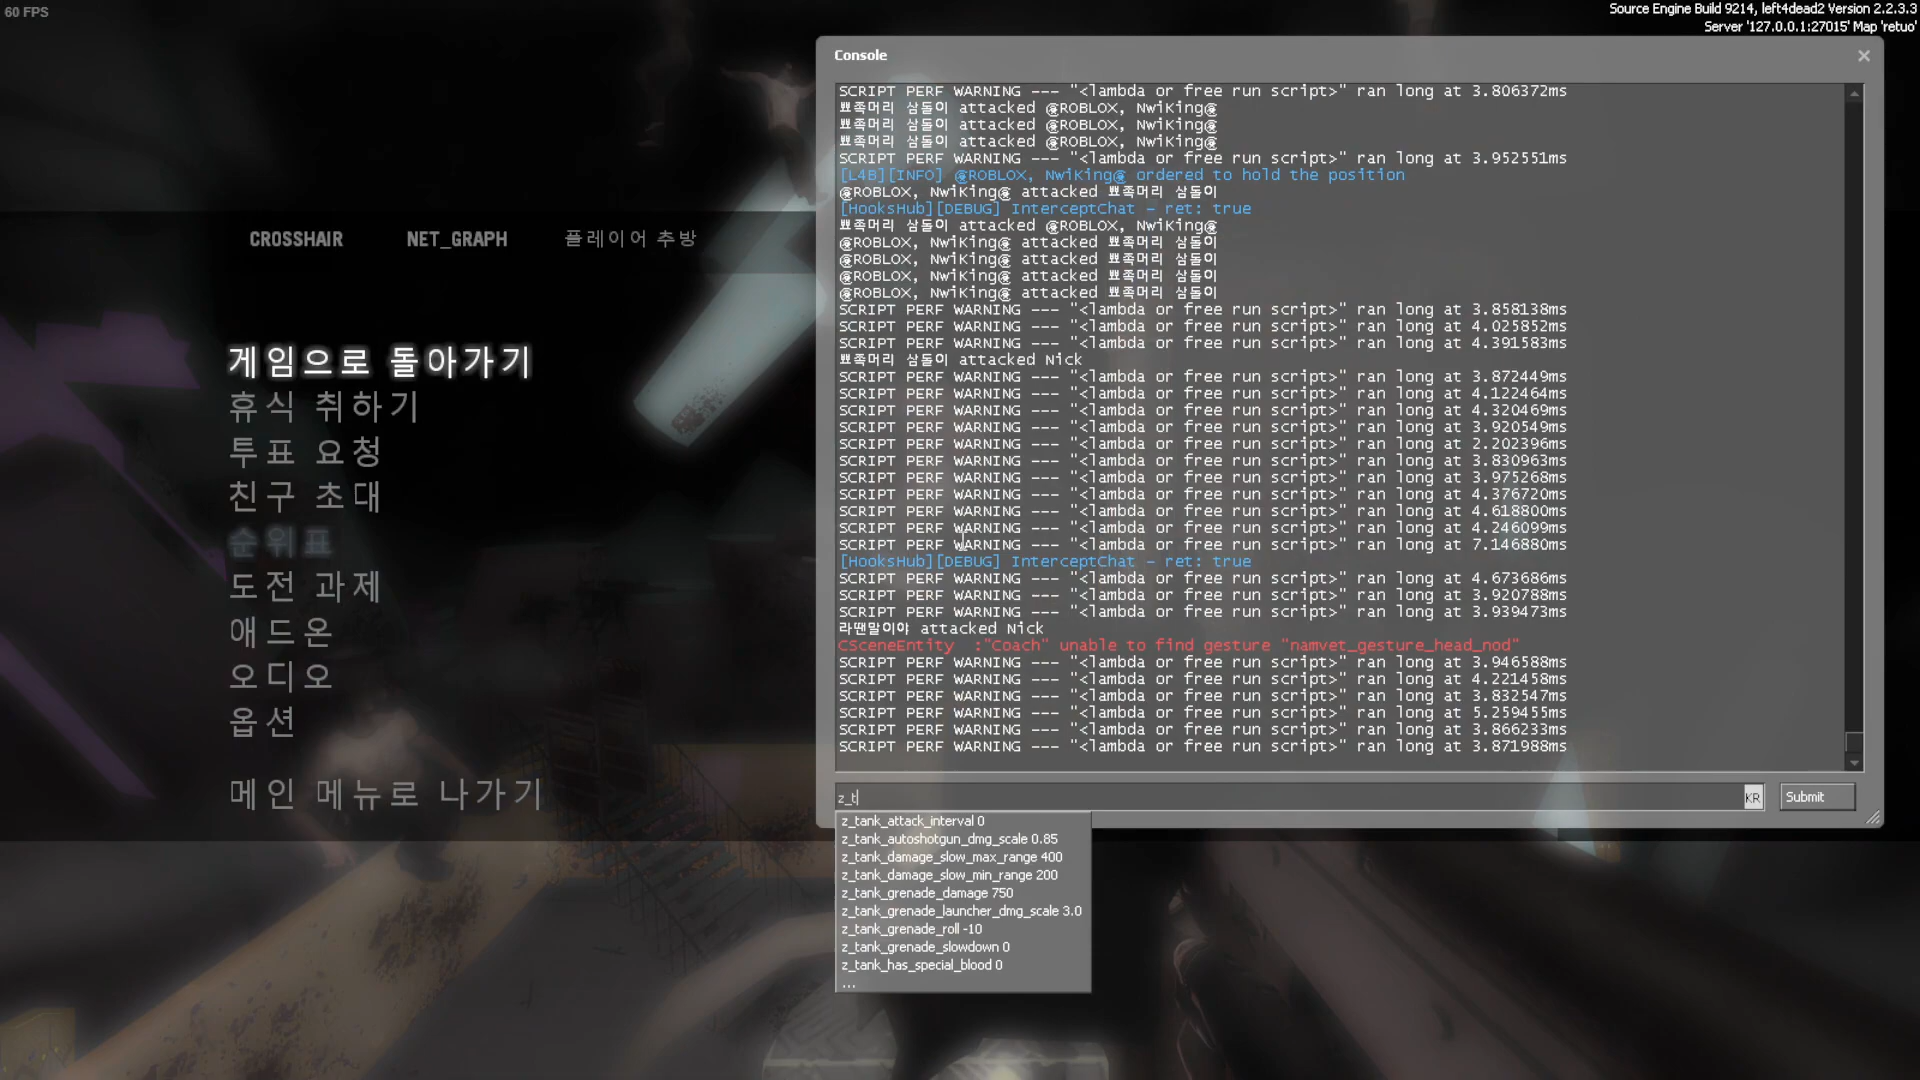 60 FPS
Source Engine Build 9214, left4dead2 Version 2.2.3.3
Server '127.0.0.1:27015' Map 'retuo'
CROSSHAIR NET_GRAPH 플레이어 추방
게임으로 돌아가기
휴식 취하기
투표 요청
친구 초대
순위표
도전 과제
애드온
오디오
옵션
메인 메뉴로 나가기
Console
SCRIPT PERF WARNING --- "<lambda or free run script>" ran long at 3.806372ms
뾰족머리 삼돌이 attacked @ROBLOX, NwiKing@
뾰족머리 삼돌이 attacked @ROBLOX, NwiKing@
뾰족머리 삼돌이 attacked @ROBLOX, NwiKing@
SCRIPT PERF WARNING --- "<lambda or free run script>" ran long at 3.952551ms
[L4B][INFO] @ROBLOX, NwiKing@ ordered to hold the position
@ROBLOX, NwiKing@ attacked 뾰족머리 삼돌이
[HooksHub][DEBUG] InterceptChat - ret: true
뾰족머리 삼돌이 attacked @ROBLOX, NwiKing@
@ROBLOX, NwiKing@ attacked 뾰족머리 삼돌이
@ROBLOX, NwiKing@ attacked 뾰족머리 삼돌이
@ROBLOX, NwiKing@ attacked 뾰족머리 삼돌이
@ROBLOX, NwiKing@ attacked 뾰족머리 삼돌이
SCRIPT PERF WARNING --- "<lambda or free run script>" ran long at 3.858138ms
SCRIPT PERF WARNING --- "<lambda or free run script>" ran long at 4.025852ms
SCRIPT PERF WARNING --- "<lambda or free run script>" ran long at 4.391583ms
뾰족머리 삼돌이 attacked Nick
SCRIPT PERF WARNING --- "<lambda or free run script>" ran long at 3.872449ms
SCRIPT PERF WARNING --- "<lambda or free run script>" ran long at 4.122464ms
SCRIPT PERF WARNING --- "<lambda or free run script>" ran long at 4.320469ms
SCRIPT PERF WARNING --- "<lambda or free run script>" ran long at 3.920549ms
SCRIPT PERF WARNING --- "<lambda or free run script>" ran long at 2.202396ms
SCRIPT PERF WARNING --- "<lambda or free run script>" ran long at 3.830963ms
SCRIPT PERF WARNING --- "<lambda or free run script>" ran long at 3.975268ms
SCRIPT PERF WARNING --- "<lambda or free run script>" ran long at 4.376720ms
SCRIPT PERF WARNING --- "<lambda or free run script>" ran long at 4.618800ms
SCRIPT PERF WARNING --- "<lambda or free run script>" ran long at 4.246099ms
SCRIPT PERF WARNING --- "<lambda or free run script>" ran long at 7.146880ms
[HooksHub][DEBUG] InterceptChat - ret: true
SCRIPT PERF WARNING --- "<lambda or free run script>" ran long at 4.673686ms
SCRIPT PERF WARNING --- "<lambda or free run script>" ran long at 3.920788ms
SCRIPT PERF WARNING --- "<lambda or free run script>" ran long at 3.939473ms
라땐말이야 attacked Nick
CSceneEntity  :"Coach" unable to find gesture "namvet_gesture_head_nod"
SCRIPT PERF WARNING --- "<lambda or free run script>" ran long at 3.946588ms
SCRIPT PERF WARNING --- "<lambda or free run script>" ran long at 4.221458ms
SCRIPT PERF WARNING --- "<lambda or free run script>" ran long at 3.832547ms
SCRIPT PERF WARNING --- "<lambda or free run script>" ran long at 5.259455ms
SCRIPT PERF WARNING --- "<lambda or free run script>" ran long at 3.866233ms
SCRIPT PERF WARNING --- "<lambda or free run script>" ran long at 3.871988ms
z_t KR Submit
z_tank_attack_interval 0
z_tank_autoshotgun_dmg_scale 0.85
z_tank_damage_slow_max_range 400
z_tank_damage_slow_min_range 200
z_tank_grenade_damage 750
z_tank_grenade_launcher_dmg_scale 3.0
z_tank_grenade_roll -10
z_tank_grenade_slowdown 0
z_tank_has_special_blood 0
...